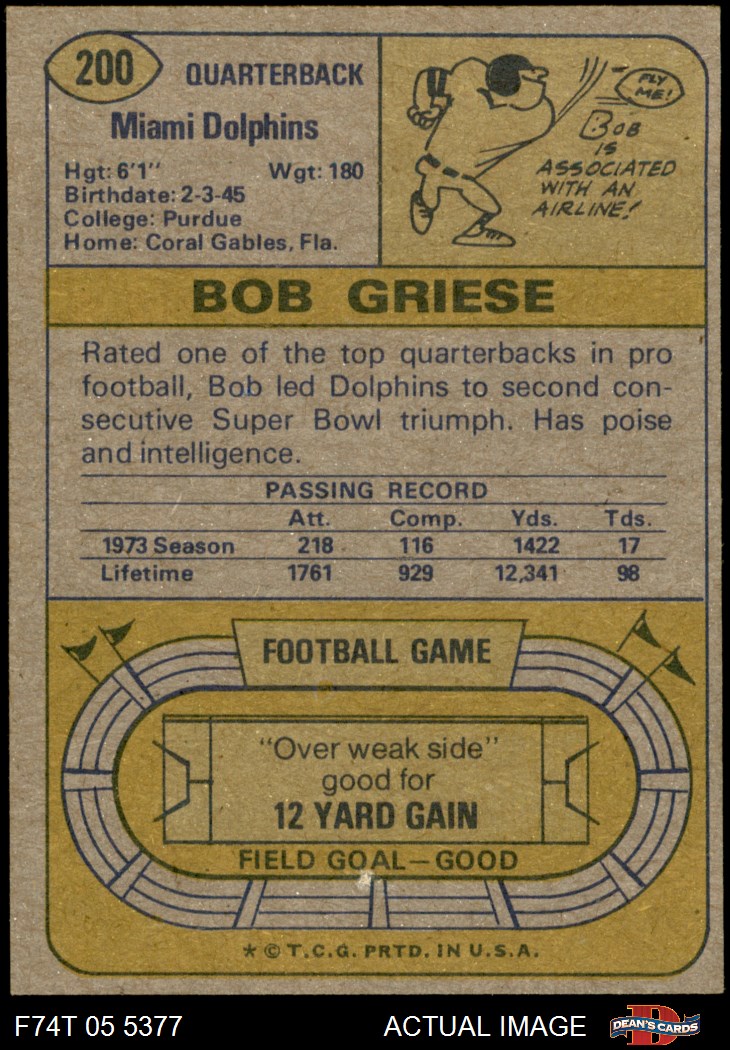 200
QUARTERBACK
Miami Dolphins
Hgt: 6'1" Wgt: 180
Birthdate: 2-3-45
College: Purdue
Home: Coral Gables, Fla.
FLY
ME!
BOB
IS
ASSOCIATED
WITH AN
AIRLINE!
BOB GRIESE
Rated one of the top quarterbacks in pro
football, Bob led Dolphins to second con-
secutive Super Bowl triumph. Has poise
and intelligence.
PASSING RECORD
Att. Comp. Yds. Tds.
1973 Season 218 116 1422 17
Lifetime 1761 929 12,341 98
FOOTBALL GAME
"Over weak side"
good for
12 YARD GAIN
FIELD GOAL—GOOD
* © T.C.G. PRTD. IN U.S.A.
F74T 05 5377 ACTUAL IMAGE
D
DEAN'S CARDS